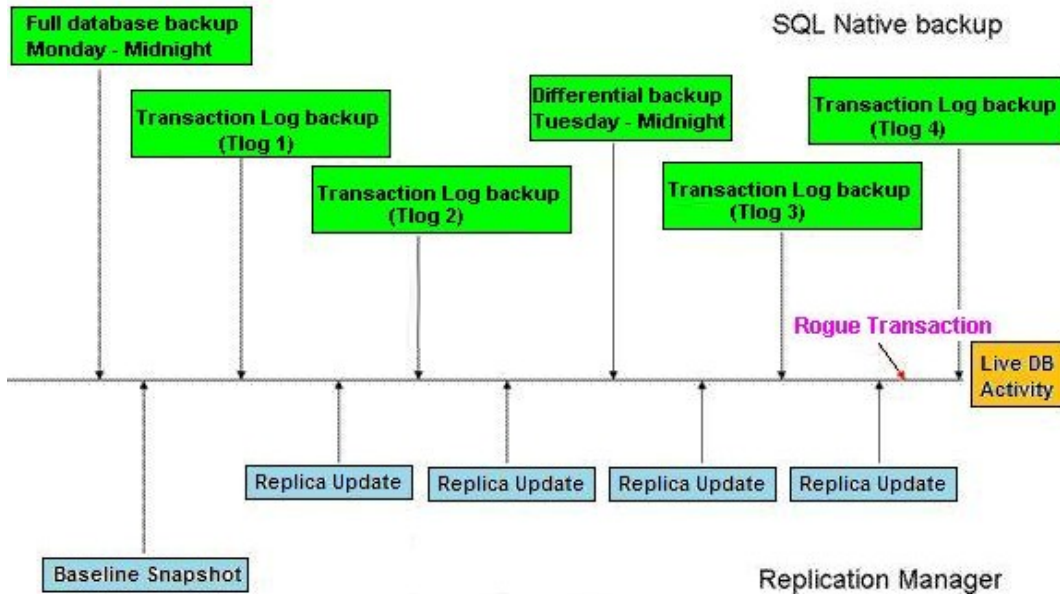 SQL Native backup
Full database backup
Monday - Midnight
Transaction Log backup
(Tlog 1)
Transaction Log backup
(Tlog 2)
Differential backup
Tuesday - Midnight
Transaction Log backup
(Tlog 3)
Transaction Log backup
(Tlog 4)
Rogue Transaction
Live DB
Activity
Replica Update
Replica Update
Replica Update
Replica Update
Baseline Snapshot
Replication Manager